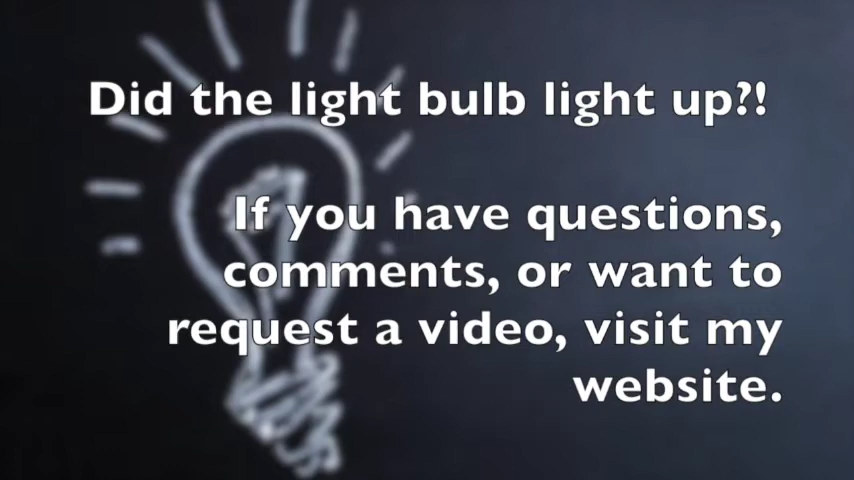 Did the light bulb light up?!
If you have questions,
comments, or want to
request a video, visit my
website.